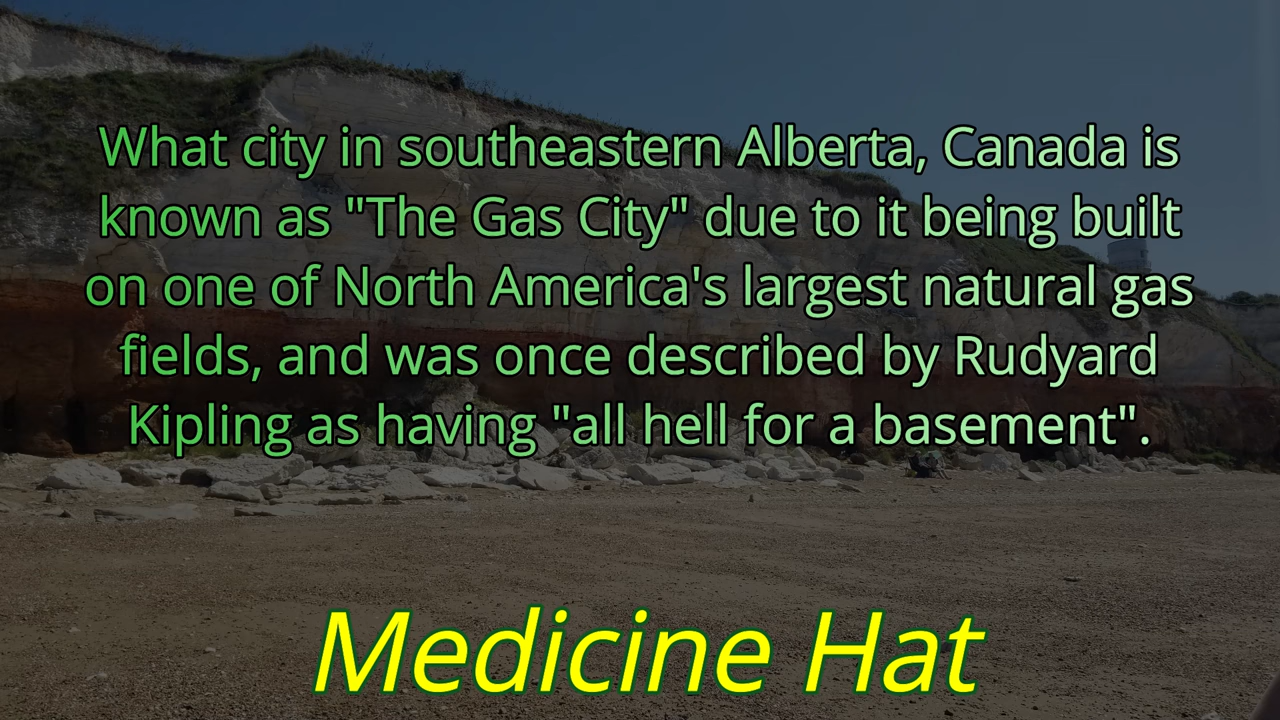 What city in southeastern Alberta, Canada is
known as "The Gas City" due to it being built
on one of North America's largest natural gas
fields, and was once described by Rudyard
Kipling as having "all hell for a basement".
Medicine Hat